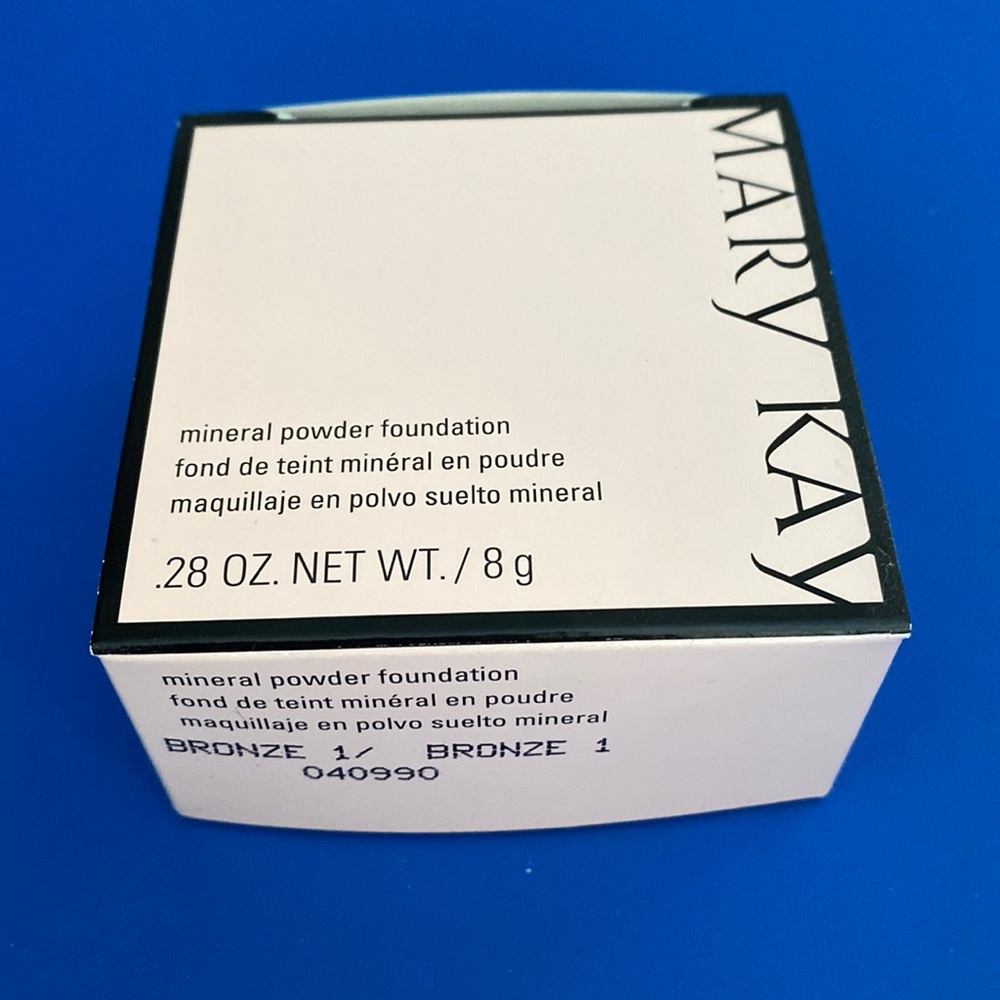 MARY KAY
mineral powder foundation
fond de teint minéral en poudre
maquillaje en polvo suelto mineral
.28 OZ. NET WT. / 8 g
mineral powder foundation
fond de teint minéral en poudre
maquillaje en polvo suelto mineral
BRONZE 1/ BRONZE 1
040990